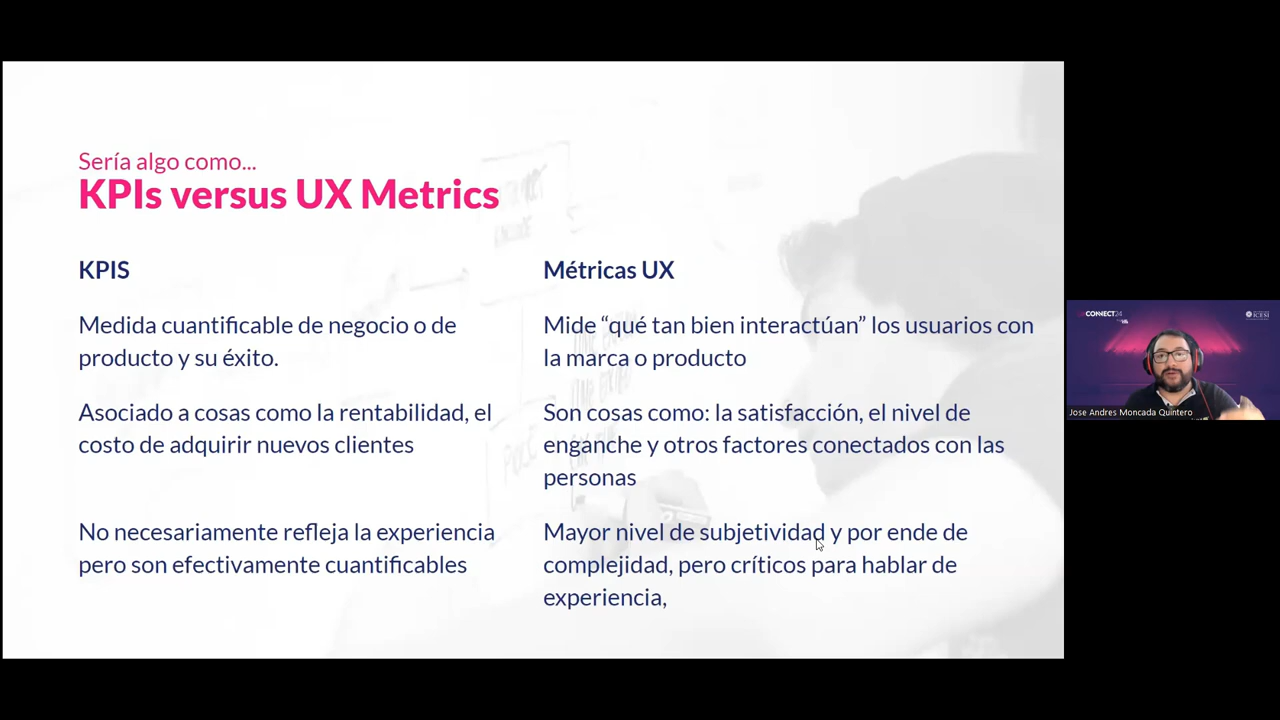 Sería algo como...
KPIs versus UX Metrics
KPIS
Medida cuantificable de negocio o de
producto y su éxito.
Asociado a cosas como la rentabilidad, el
costo de adquirir nuevos clientes
No necesariamente refleja la experiencia
pero son efectivamente cuantificables
Métricas UX
Mide “qué tan bien interactúan” los usuarios con
la marca o producto
Son cosas como: la satisfacción, el nivel de
enganche y otros factores conectados con las
personas
Mayor nivel de subjetividad y por ende de
complejidad, pero críticos para hablar de
experiencia,
UXCONNECT24
Jose Andres Moncada Quintero